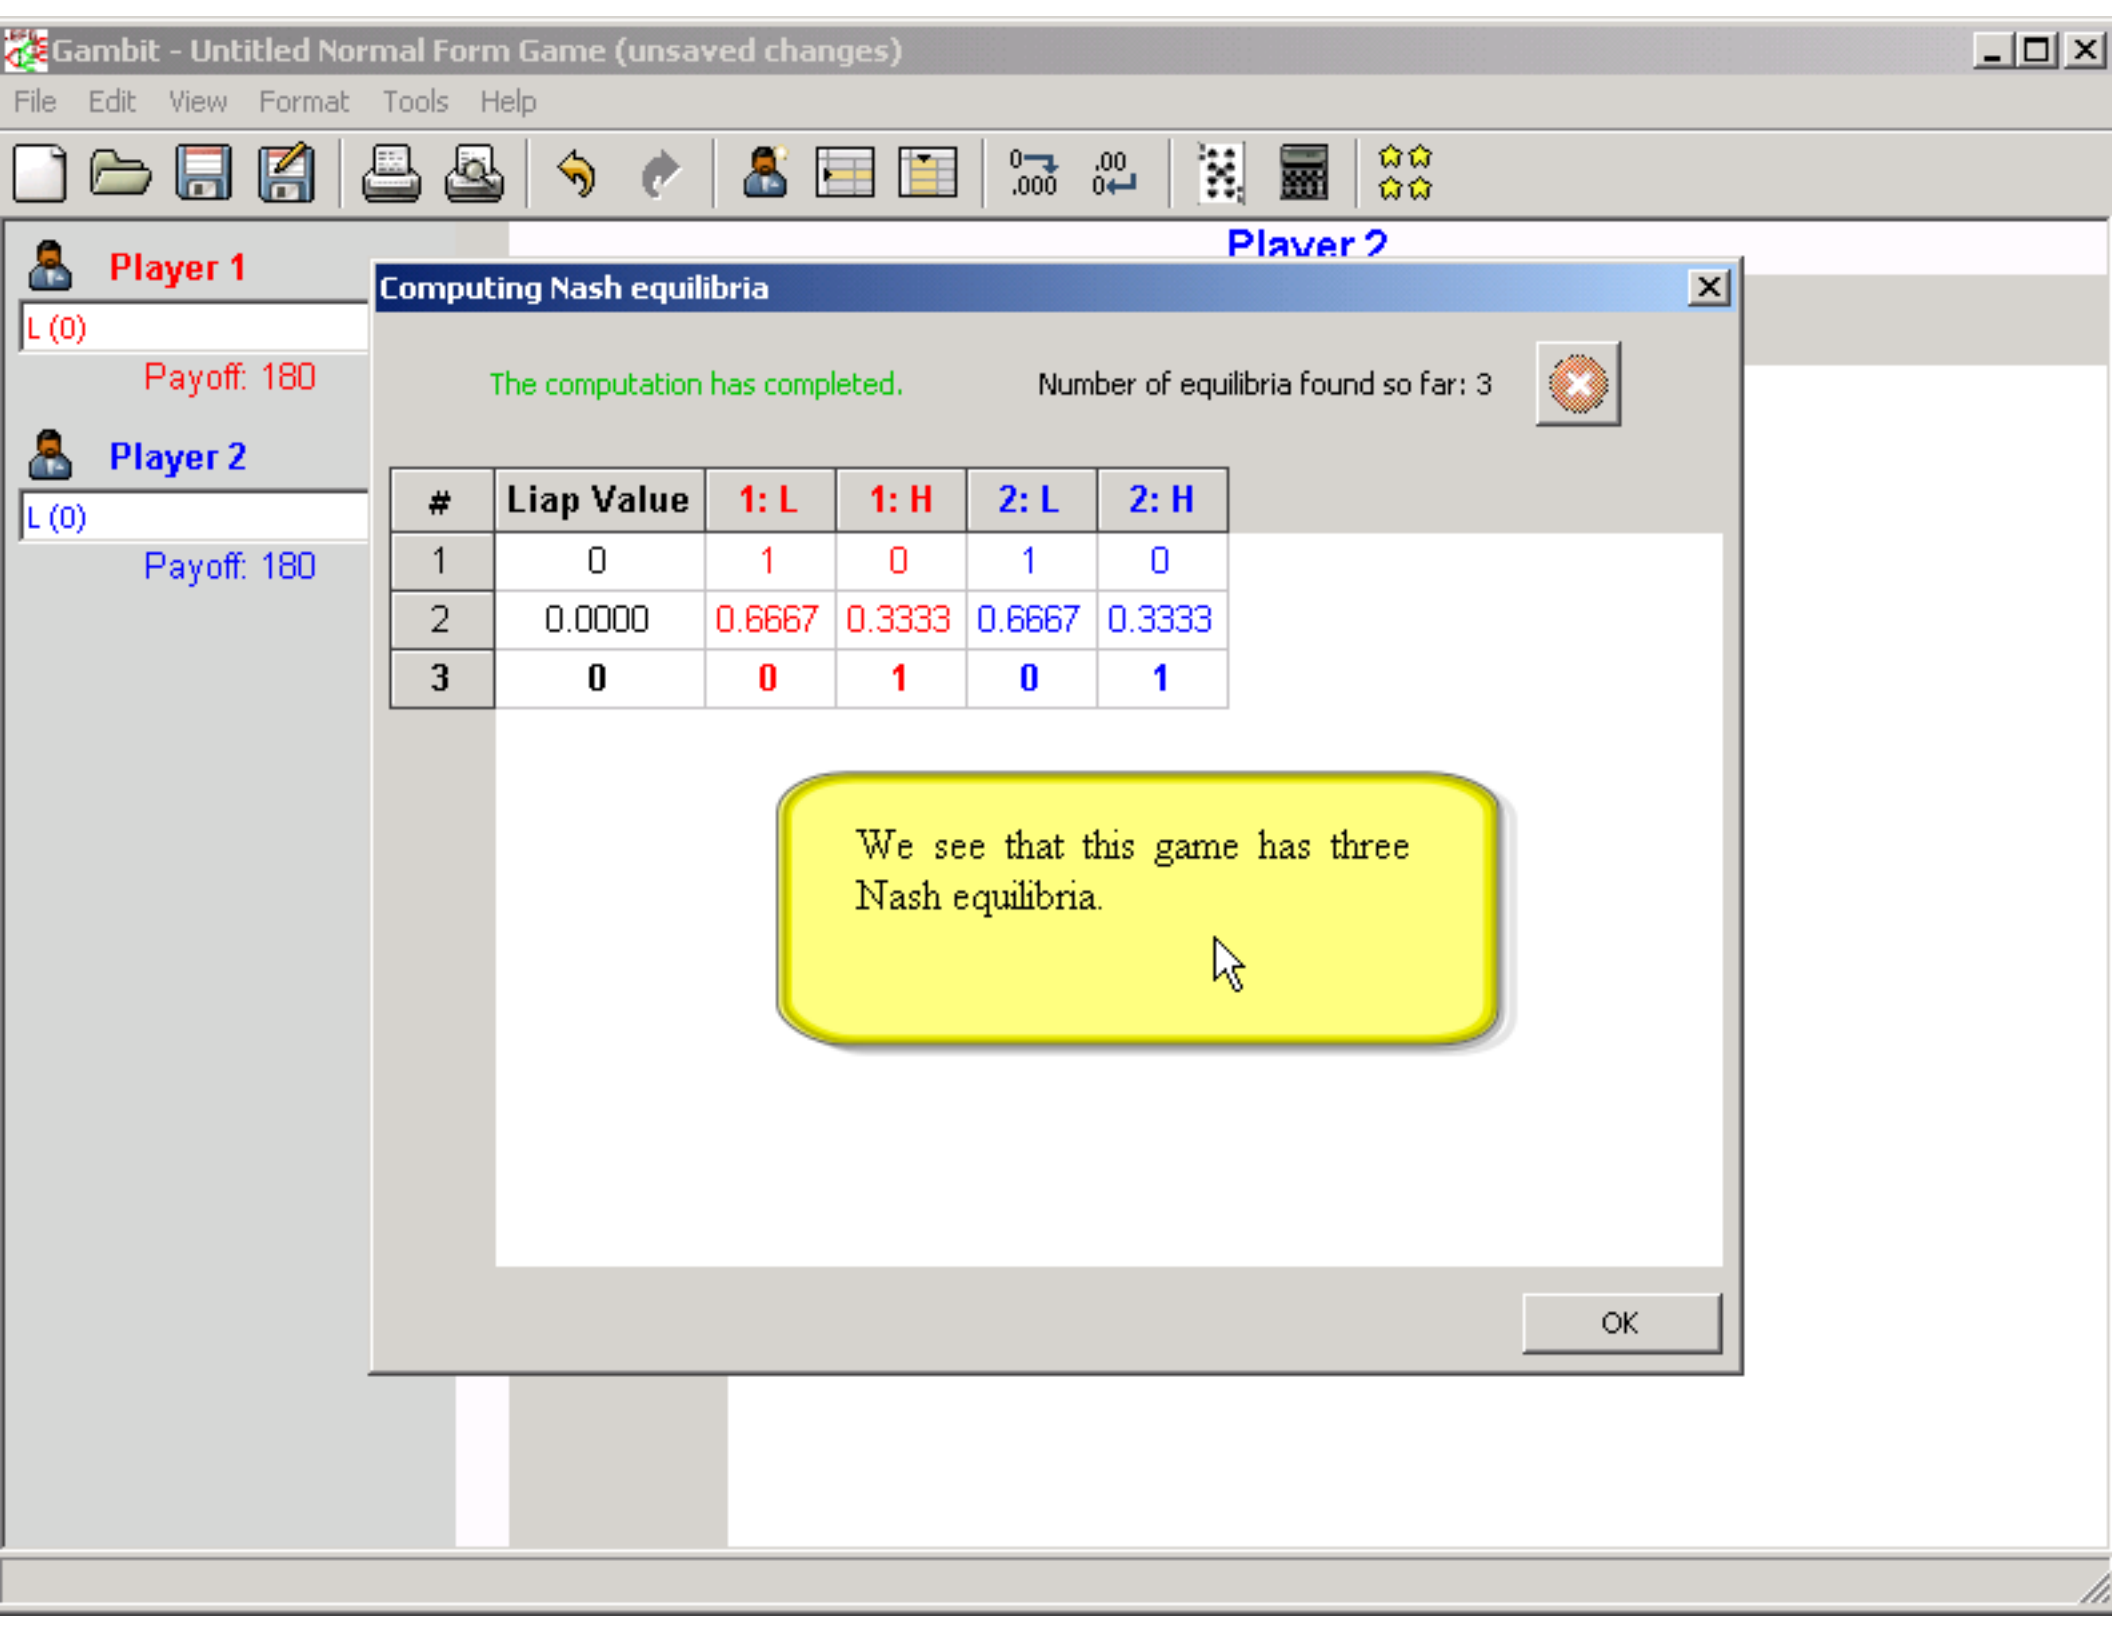 Gambit - Untitled Normal Form Game (unsaved changes)
File Edit View Format Tools Help
0 .000 .00 0
Player 1
L (0)
Payoff: 180
Player 2
L (0)
Payoff: 180
Player 2
Computing Nash equilibria
The computation has completed. Number of equilibria found so far: 3
# Liap Value 1: L 1: H 2: L 2: H
1 0 1 0 1 0
2 0.0000 0.6667 0.3333 0.6667 0.3333
3 0 0 1 0 1
We see that this game has three
Nash equilibria.
OK